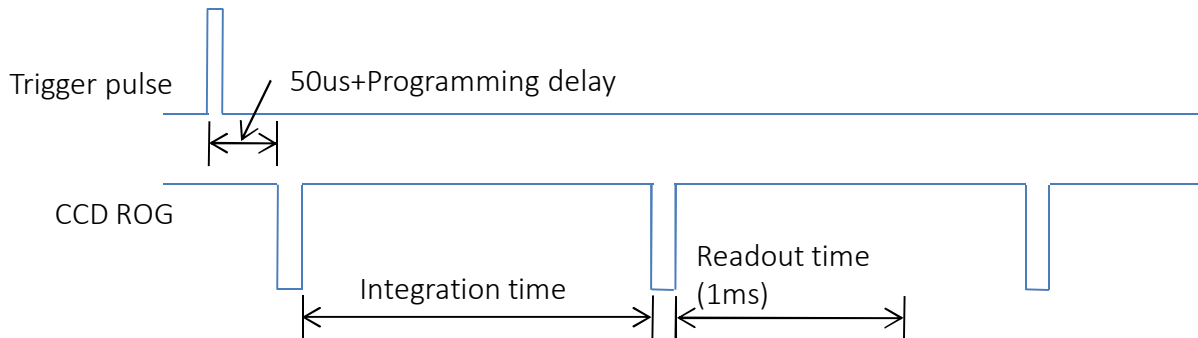 Trigger pulse
50us+Programming delay
CCD ROG
Integration time
Readout time
(1ms)